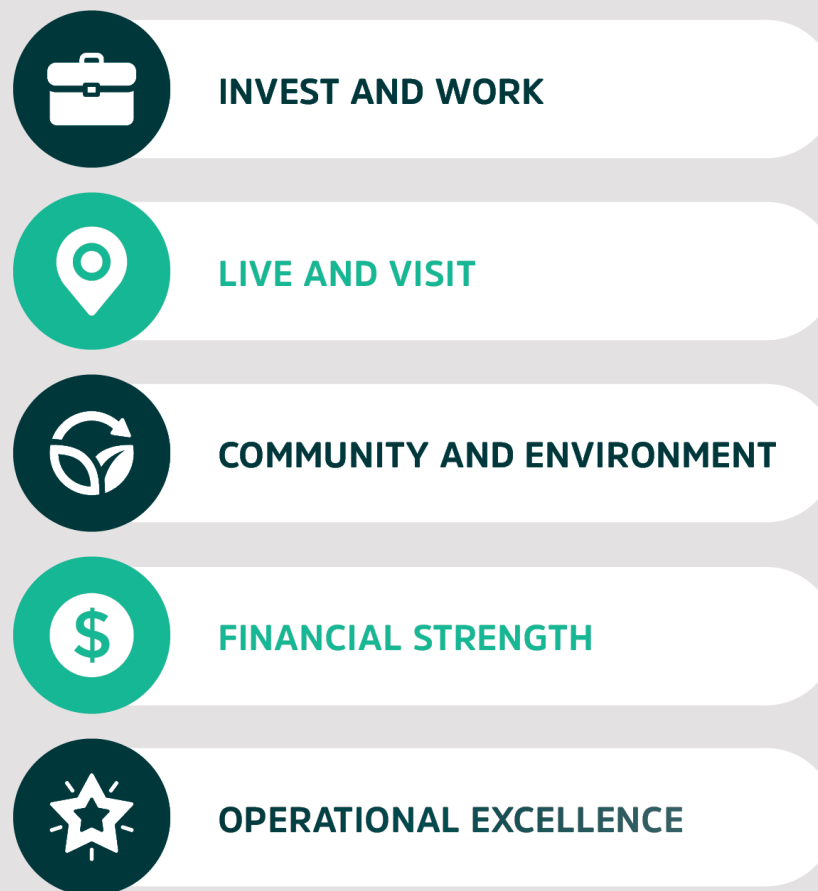 INVEST AND WORK
LIVE AND VISIT
COMMUNITY AND ENVIRONMENT
$
FINANCIAL STRENGTH
OPERATIONAL EXCELLENCE